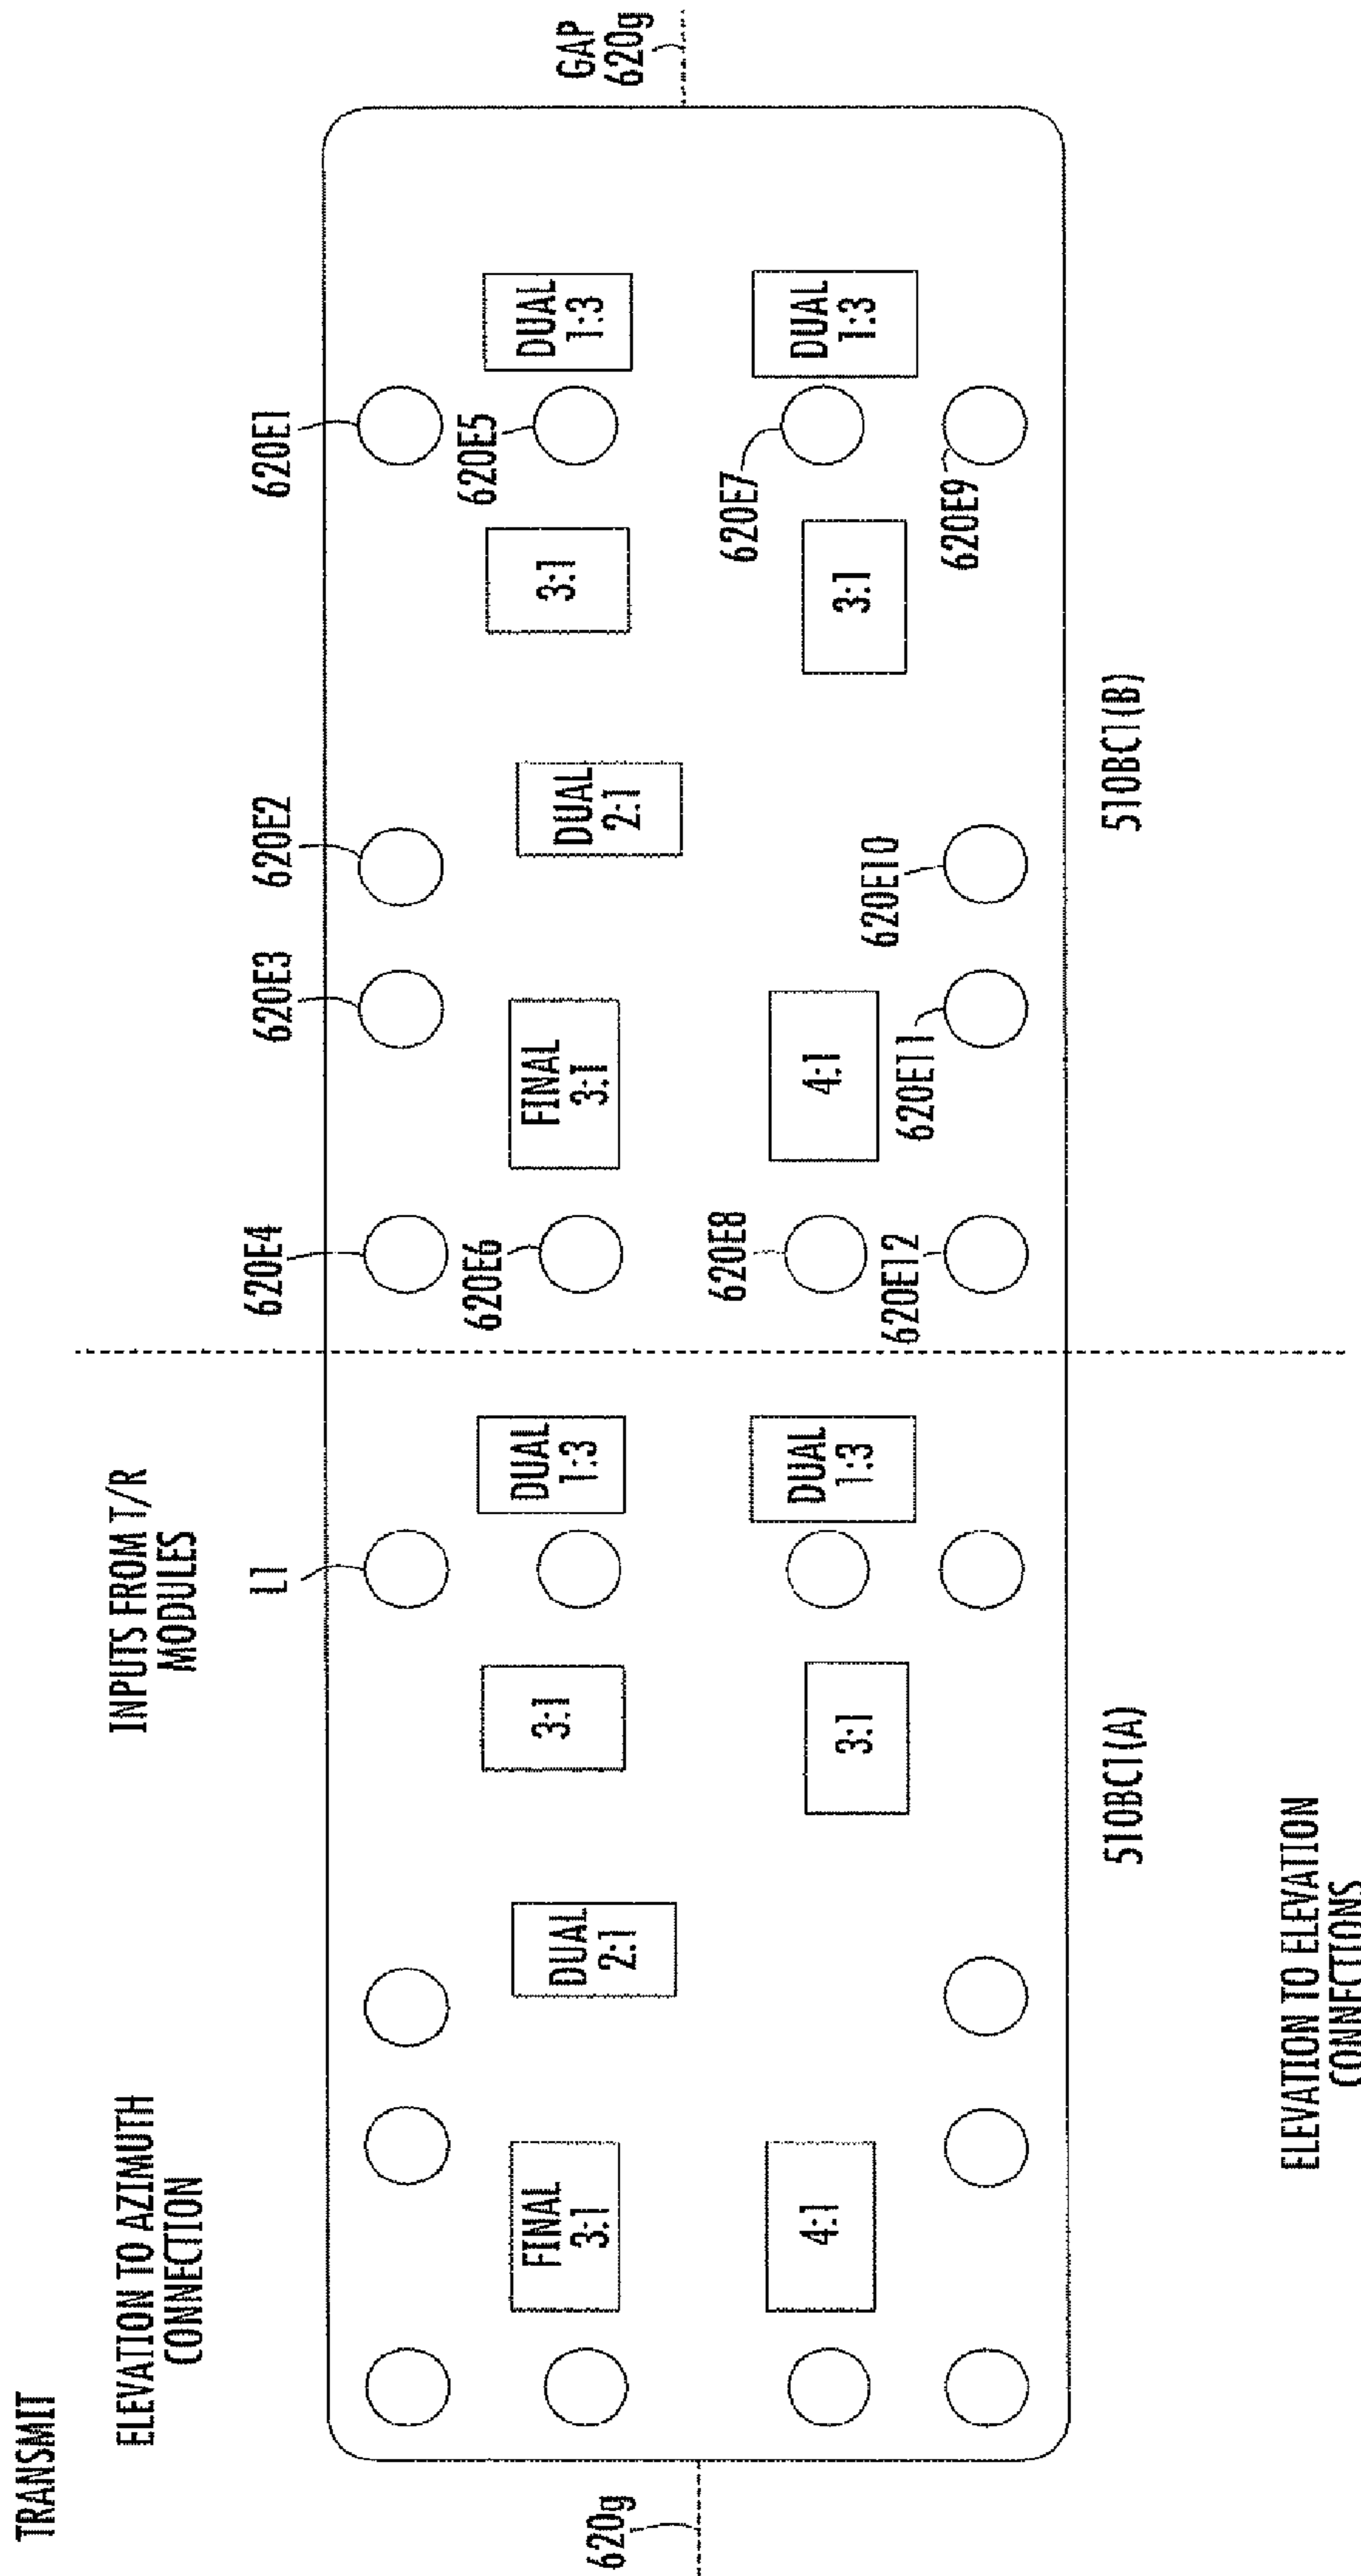 TRANSMIT
ELEVATION TO AZIMUTH
CONNECTION
INPUTS FROM T/R
MODULES
L1
620E4
620E3
620E2
620E1
620E6
620E5
GAP
620g
620g
FINAL
3:1
DUAL
2:1
3:1
DUAL
1:3
FINAL
3:1
DUAL
2:1
3:1
DUAL
1:3
620E8
620E7
4:1
3:1
DUAL
1:3
4:1
3:1
DUAL
1:3
620E12
620E11
620E10
620E9
510BC1(A)
510BC1(B)
ELEVATION TO ELEVATION
CONNECTIONS